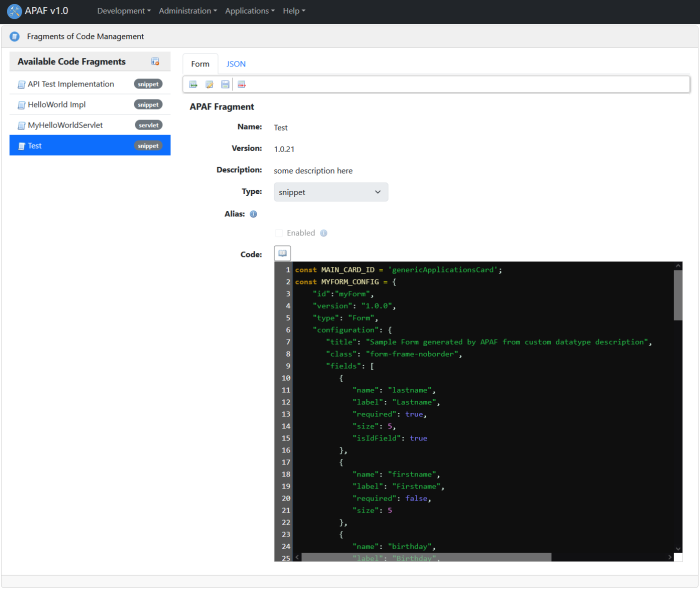 APAF v1.0
Development
Administration
Applications
Help
Fragments of Code Management
Available Code Fragments
API Test Implementation snippet
HelloWorld Impl snippet
MyHelloWorldServlet servlet
Test snippet
Form JSON
APAF Fragment
Name: Test
Version: 1.0.21
Description: some description here
Type: snippet
Alias:
Enabled
Code:
1 const MAIN_CARD_ID = 'genericApplicationsCard';
2 const MYFORM_CONFIG = {
3 "id":"myForm",
4 "version": "1.0.0",
5 "type": "Form",
6 "configuration": {
7 "title": "Sample Form generated by APAF from custom datatype description",
8 "class": "form-frame-noborder",
9 "fields": [
10 {
11 "name": "lastname",
12 "label": "Lastname",
13 "required": true,
14 "size": 5,
15 "isIdField": true
16 },
17 {
18 "name": "firstname",
19 "label": "Firstname",
20 "required": false,
21 "size": 5
22 },
23 {
24 "name": "birthday",
25 "label": "Birthday",